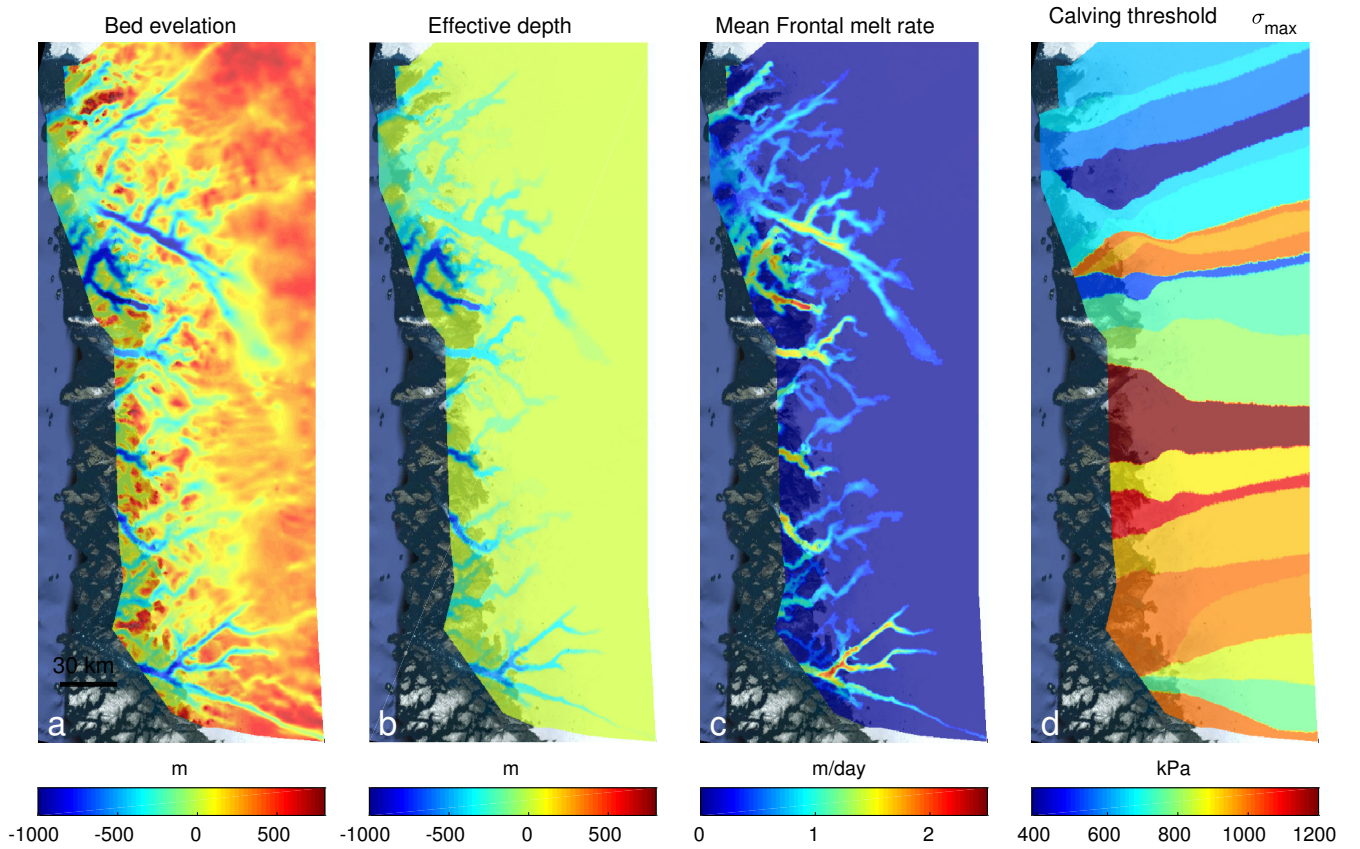 Bed evelation
Effective depth
Mean Frontal melt rate
Calving threshold σmax
30 km
a
b
c
d
m
m
m/day
kPa
-1000 -500 0 500
-1000 -500 0 500
0 1 2
400 600 800 1000 1200